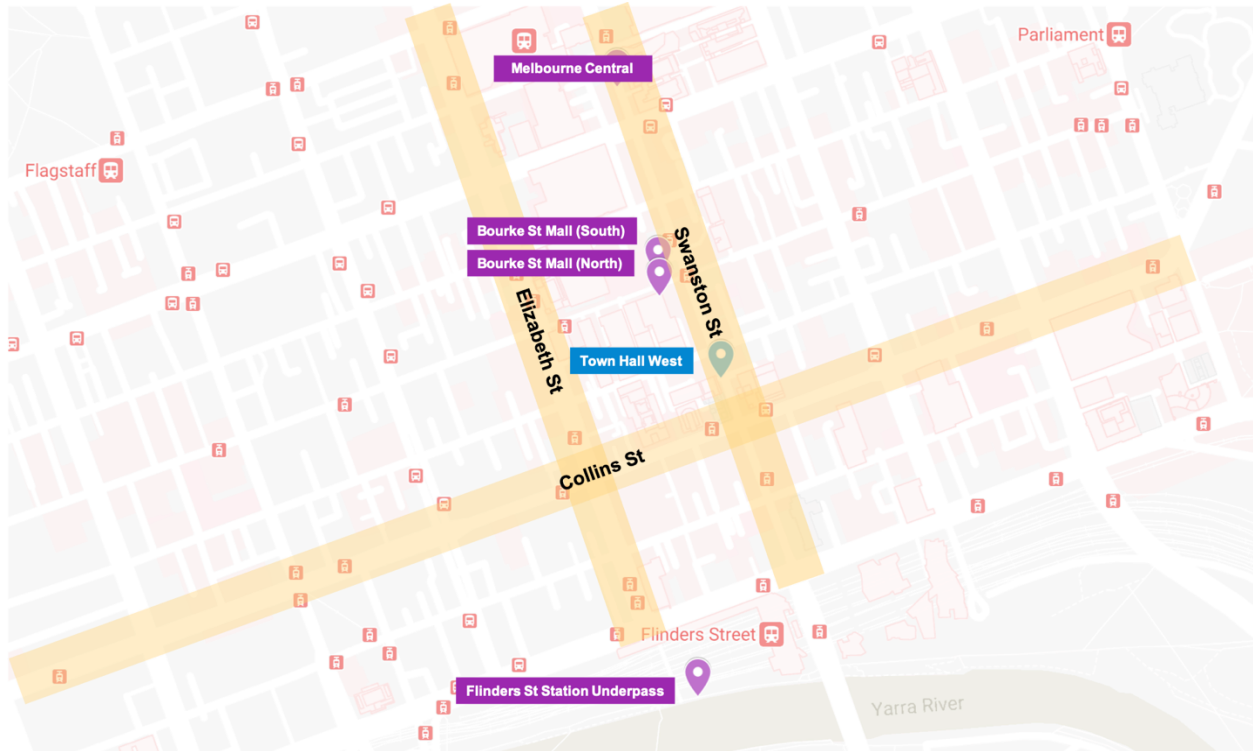 Parliament
Melbourne Central
Flagstaff
Bourke St Mall (South)
Bourke St Mall (North)
Swanston St
Elizabeth St
Town Hall West
Collins St
Flinders Street
Flinders St Station Underpass
Yarra River